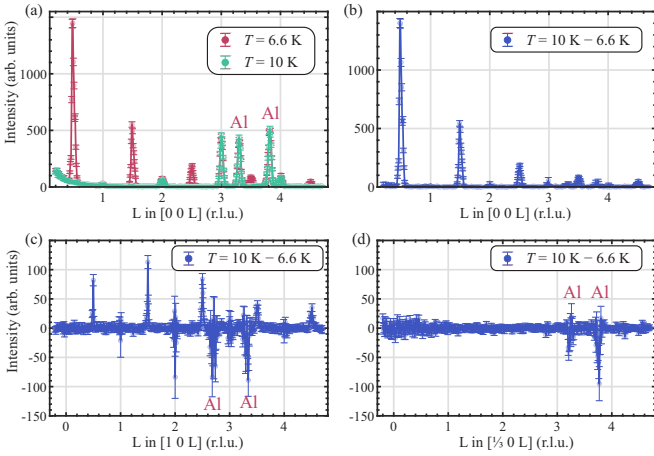 (a)
T = 6.6 K
T = 10 K
Al
Al
Intensity (arb. units)
1000
500
0
1
2
3
4
L in [0 0 L] (r.l.u.)
(b)
T = 10 K − 6.6 K
1000
500
0
0
1
2
3
4
L in [0 0 L] (r.l.u.)
(c)
T = 10 K − 6.6 K
Al
Al
Intensity (arb. units)
100
50
0
-50
-100
-150
0
1
2
3
4
L in [1 0 L] (r.l.u.)
(d)
T = 10 K − 6.6 K
Al
Al
100
50
0
-50
-100
-150
0
1
2
3
4
L in [⅓ 0 L] (r.l.u.)